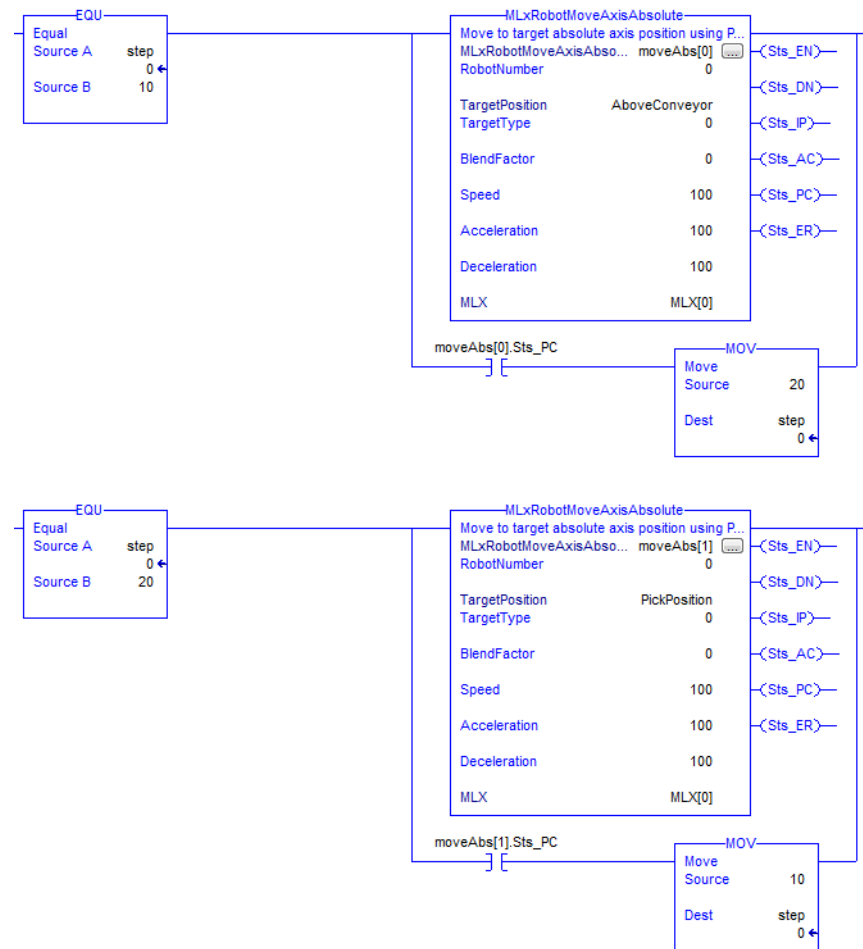 EQU
Equal
Source A step
0
Source B 10
MLxRobotMoveAxisAbsolute
Move to target absolute axis position using P...
MLxRobotMoveAxisAbso... moveAbs[0] ...
RobotNumber 0
TargetPosition AboveConveyor
TargetType 0
BlendFactor 0
Speed 100
Acceleration 100
Deceleration 100
MLX MLX[0]
Sts_EN
Sts_DN
Sts_IP
Sts_AC
Sts_PC
Sts_ER
moveAbs[0].Sts_PC
MOV
Move
Source 20
Dest step
0
EQU
Equal
Source A step
0
Source B 20
MLxRobotMoveAxisAbsolute
Move to target absolute axis position using P...
MLxRobotMoveAxisAbso... moveAbs[1] ...
RobotNumber 0
TargetPosition PickPosition
TargetType 0
BlendFactor 0
Speed 100
Acceleration 100
Deceleration 100
MLX MLX[0]
Sts_EN
Sts_DN
Sts_IP
Sts_AC
Sts_PC
Sts_ER
moveAbs[1].Sts_PC
MOV
Move
Source 10
Dest step
0